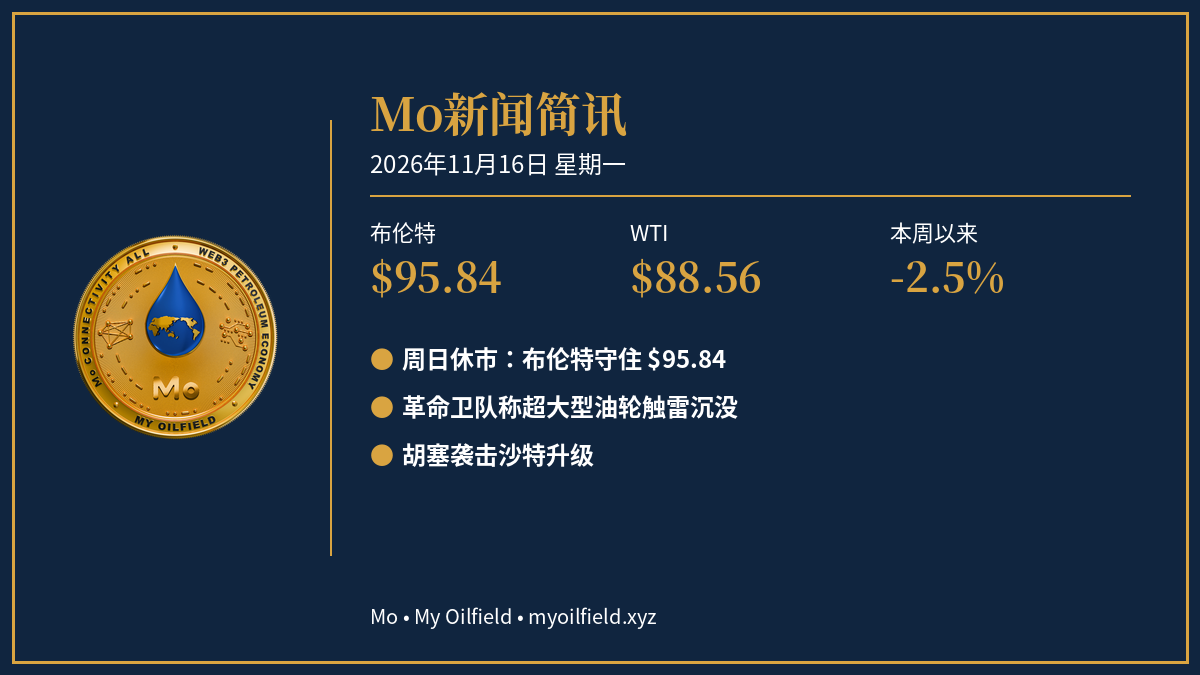 Mo新闻简讯
2026年11月16日 星期一
布伦特
WTI
本周以来
$95.84
$88.56
-2.5%
周日休市：布伦特守住 $95.84
革命卫队称超大型油轮触雷沉没
胡塞袭击沙特升级
Mo CONNECTIVITY ALL
WEB3 PETROLEUM ECONOMY
Mo
MY OILFIELD
Mo • My Oilfield • myoilfield.xyz